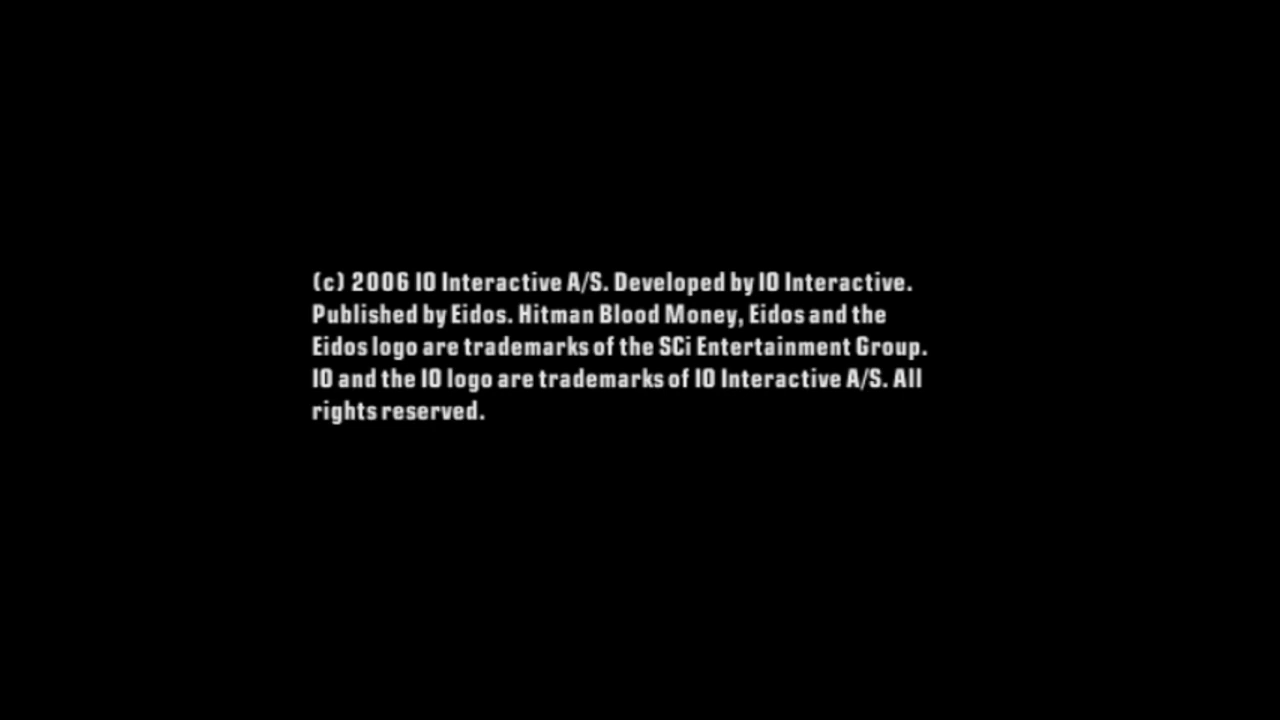 (c) 2006 IO Interactive A/S. Developed by IO Interactive.
Published by Eidos. Hitman Blood Money, Eidos and the
Eidos logo are trademarks of the SCi Entertainment Group.
IO and the IO logo are trademarks of IO Interactive A/S. All
rights reserved.